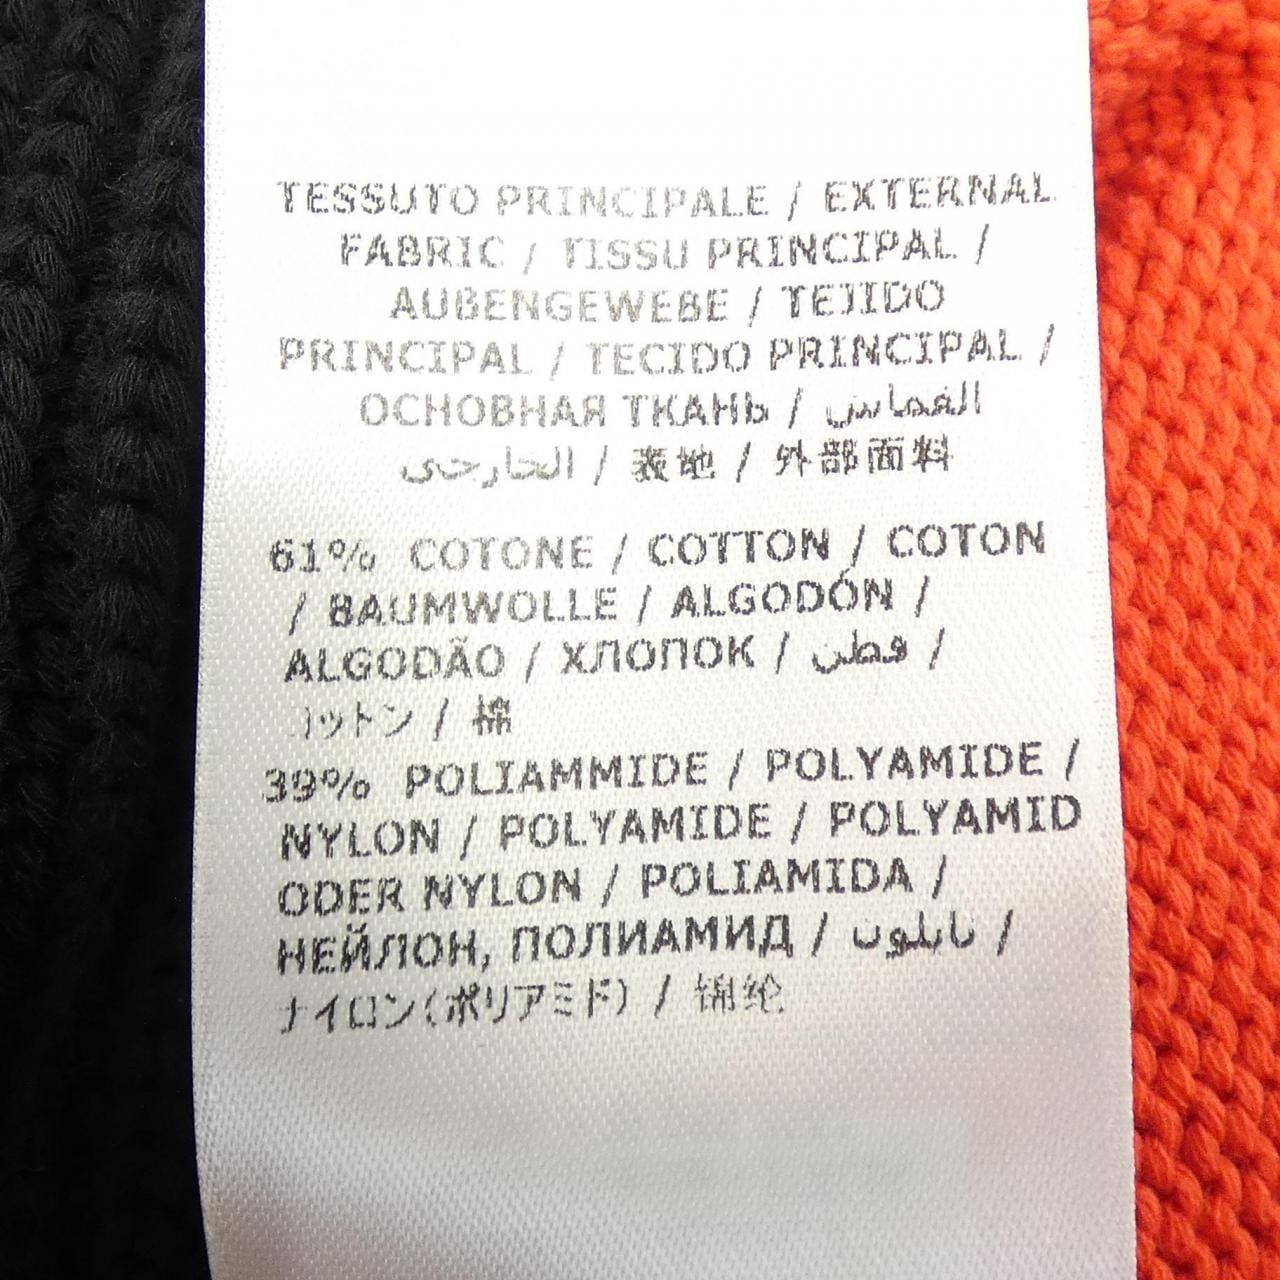 TESSUTO PRINCIPALE / EXTERNAL
FABRIC / TISSU PRINCIPAL /
AUßENGEWEBE / TEJIDO
PRINCIPAL / TECIDO PRINCIPAL /
ОСНОВНАЯ ТКАНЬ / القماش
الخارجي / 表地 / 外部面料
61% COTONE / COTTON / COTON
/ BAUMWOLLE / ALGODÓN /
ALGODÃO / ХЛОПОК / قطن /
コットン / 棉
39% POLIAMMIDE / POLYAMIDE /
NYLON / POLYAMIDE / POLYAMID
ODER NYLON / POLIAMIDA /
НЕЙЛОН, ПОЛИАМИД / نايلون /
ナイロン(ポリアミド) / 锦纶